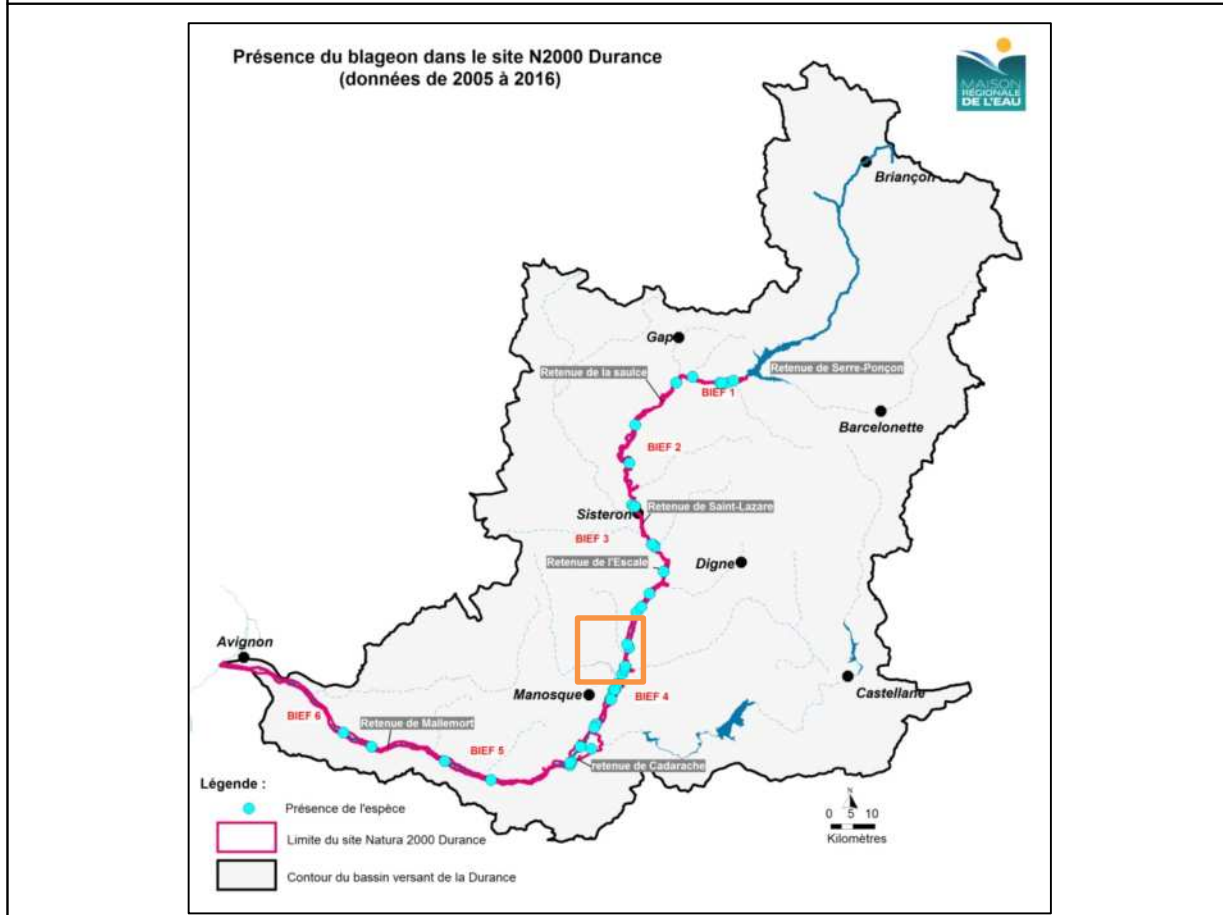 Présence du blageon dans le site N2000 Durance
(données de 2005 à 2016)
MAISON
RÉGIONALE
DE L'EAU
Briançon
Gap
Retenue de la saulce
Retenue de Serre-Ponçon
BIEF 1
Barcelonette
BIEF 2
Sisteron
Retenue de Saint-Lazare
BIEF 3
Retenue de l'Escale
Digne
Avignon
Manosque
BIEF 4
Castellane
BIEF 6
Retenue de Mallemort
BIEF 5
retenue de Cadarache
Légende :
Présence de l'espèce
Limite du site Natura 2000 Durance
Contour du bassin versant de la Durance
N
0 5 10
Kilomètres